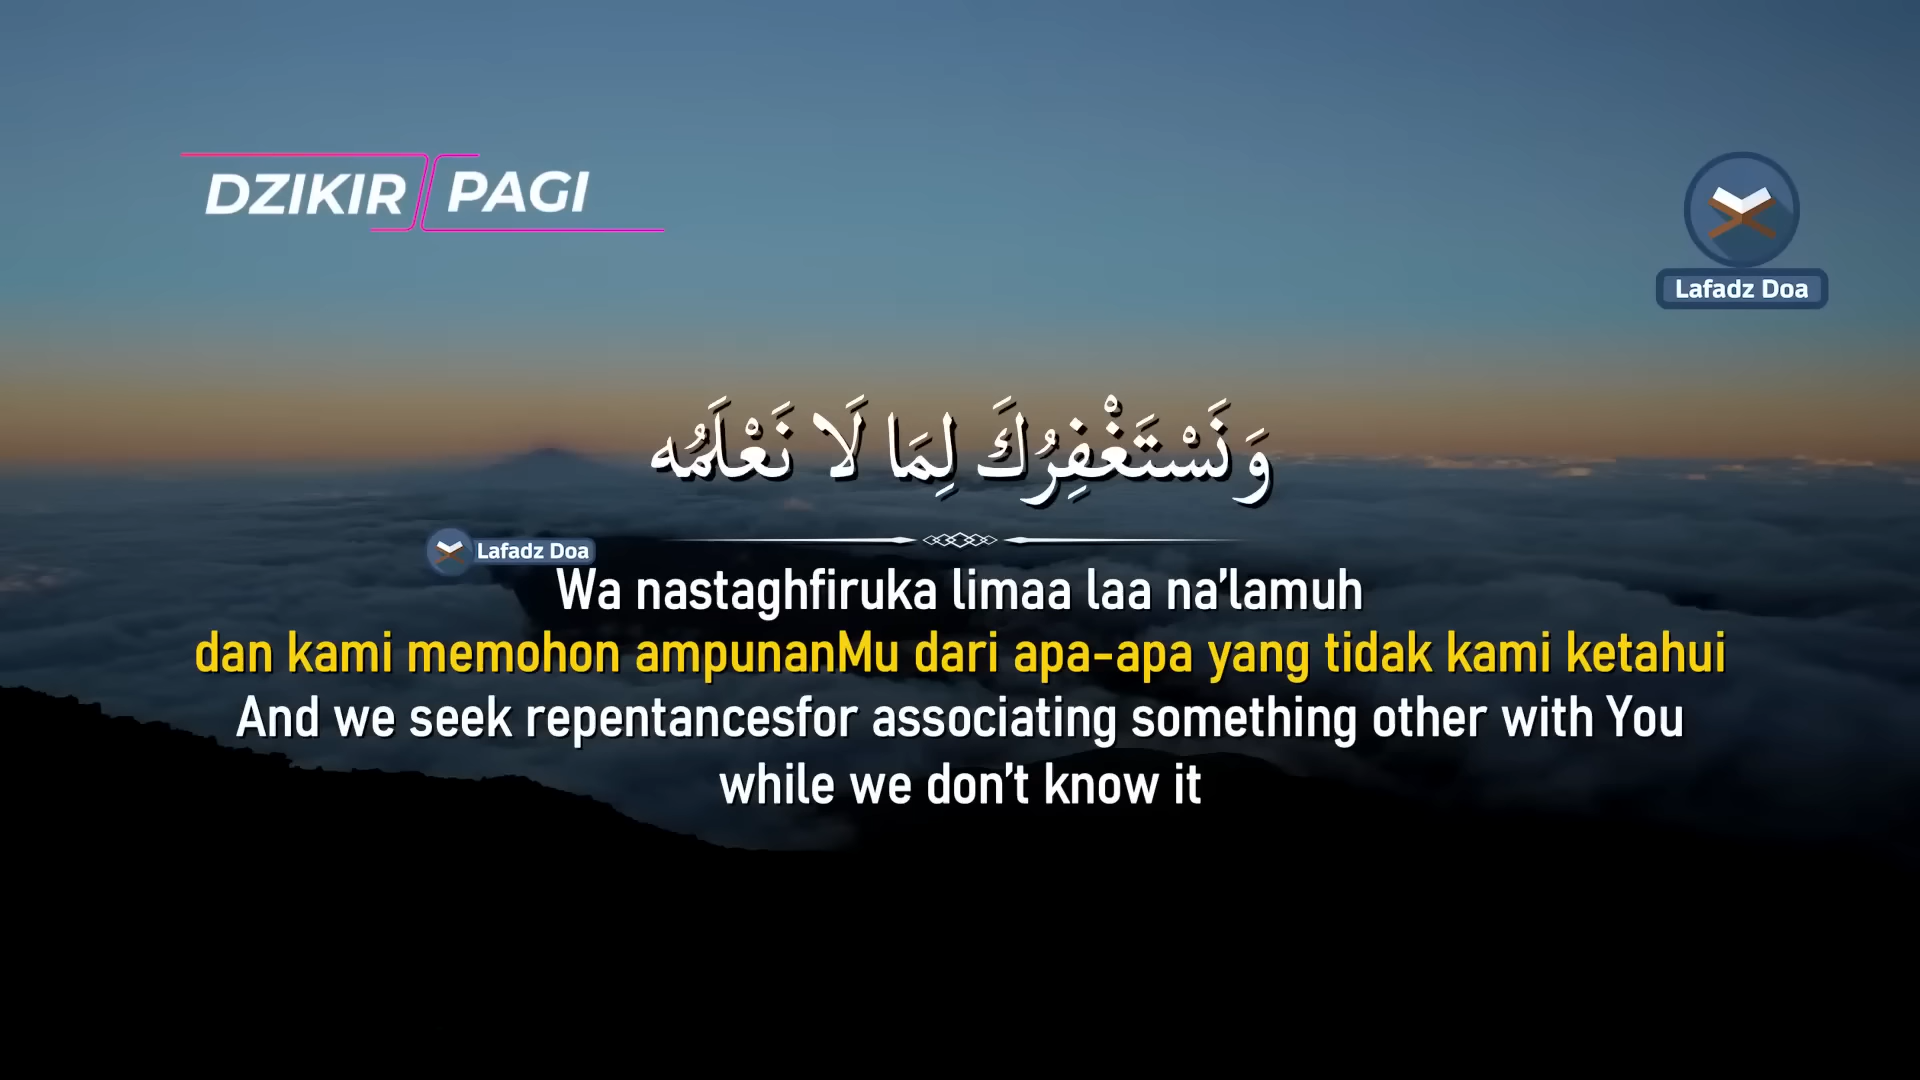 DZIKIR PAGI
Lafadz Doa
وَنَسْتَغْفِرُكَ لِمَا لَا نَعْلَمُه
Lafadz Doa
Wa nastaghfiruka limaa laa na’lamuh
dan kami memohon ampunanMu dari apa-apa yang tidak kami ketahui
And we seek repentancesfor associating something other with You
while we don’t know it